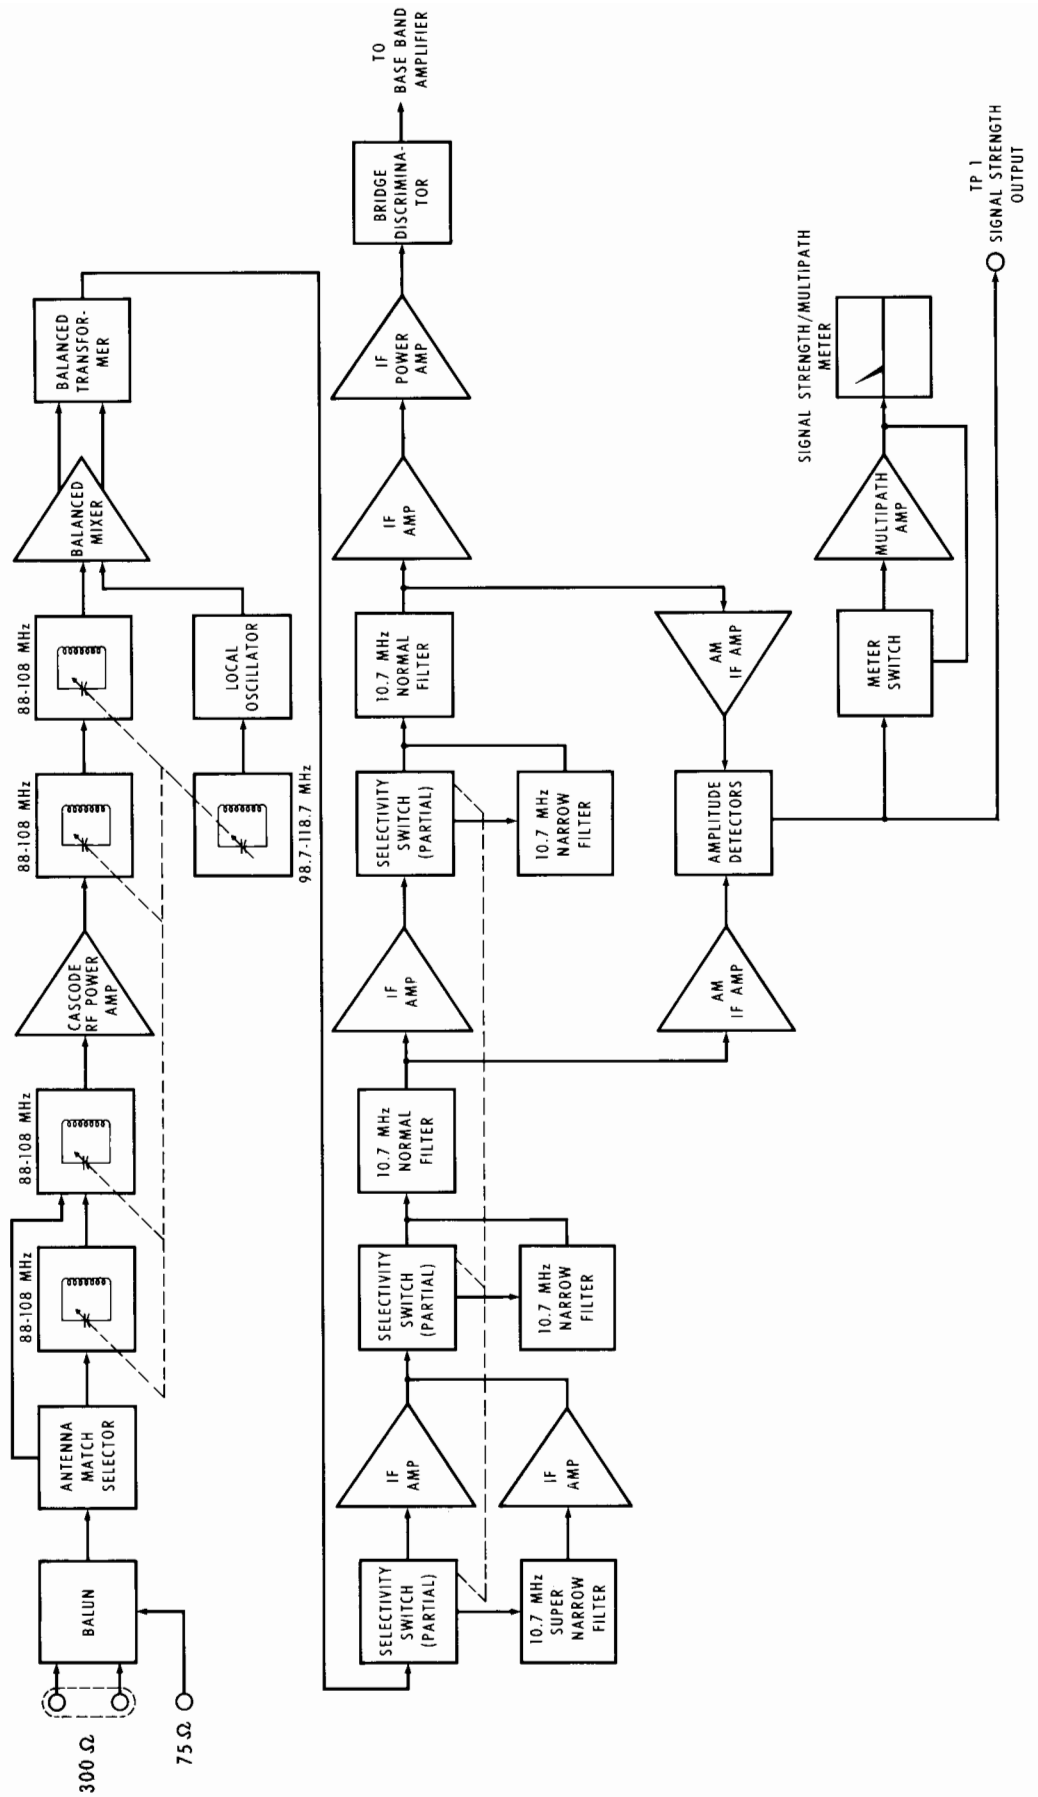 300 Ω
75 Ω
BALUN
ANTENNA
MATCH
SELECTOR
88-108 MHz
88-108 MHz
CASCODE
RF POWER
AMP
88-108 MHz
88-108 MHz
BALANCED
MIXER
BALANCED
TRANSFOR-
MER
98.7-118.7 MHz
LOCAL
OSCILLATOR
SELECTIVITY
SWITCH
(PARTIAL)
IF
AMP
10.7 MHz
SUPER
NARROW
FILTER
IF
AMP
SELECTIVITY
SWITCH
(PARTIAL)
10.7 MHz
NARROW
FILTER
10.7 MHz
NORMAL
FILTER
IF
AMP
SELECTIVITY
SWITCH
(PARTIAL)
10.7 MHz
NARROW
FILTER
10.7 MHz
NORMAL
FILTER
IF
AMP
IF
POWER
AMP
BRIDGE
DISCRIMINA-
TOR
TO
BASE BAND
AMPLIFIER
AM
IF AMP
AMPLITUDE
DETECTORS
AM
IF AMP
METER
SWITCH
MULTIPATH
AMP
SIGNAL STRENGTH/MULTIPATH
METER
TP 1
SIGNAL STRENGTH
OUTPUT